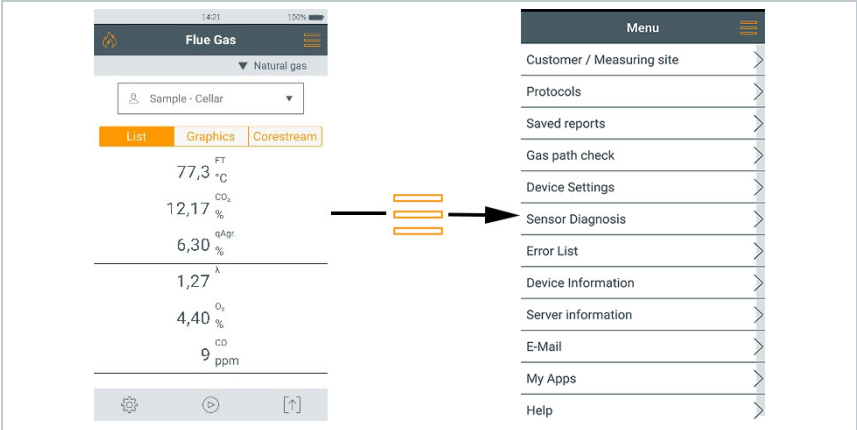 14:21 100%
Flue Gas
Natural gas
Sample - Cellar
List Graphics Corestream
77,3 FT °C
12,17 CO₂ %
6,30 qAgr. %
1,27 λ
4,40 O₂ %
9 CO ppm
Menu
Customer / Measuring site
Protocols
Saved reports
Gas path check
Device Settings
Sensor Diagnosis
Error List
Device Information
Server information
E-Mail
My Apps
Help